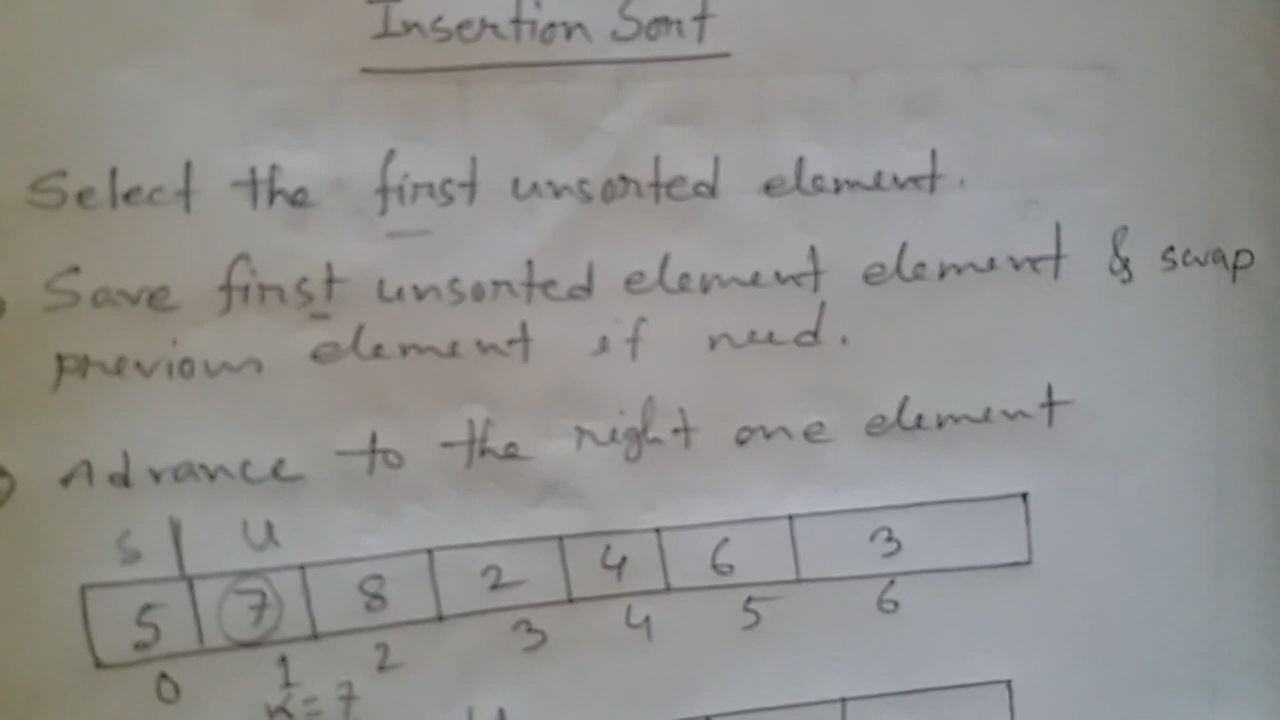 Insertion Sort
Select the first unsorted element.
Save first unsorted element element & swap
previous element if need.
Advance to the right one element
S | U
5 7 8 2 4 6 3
0 1 2 3 4 5 6
K=7